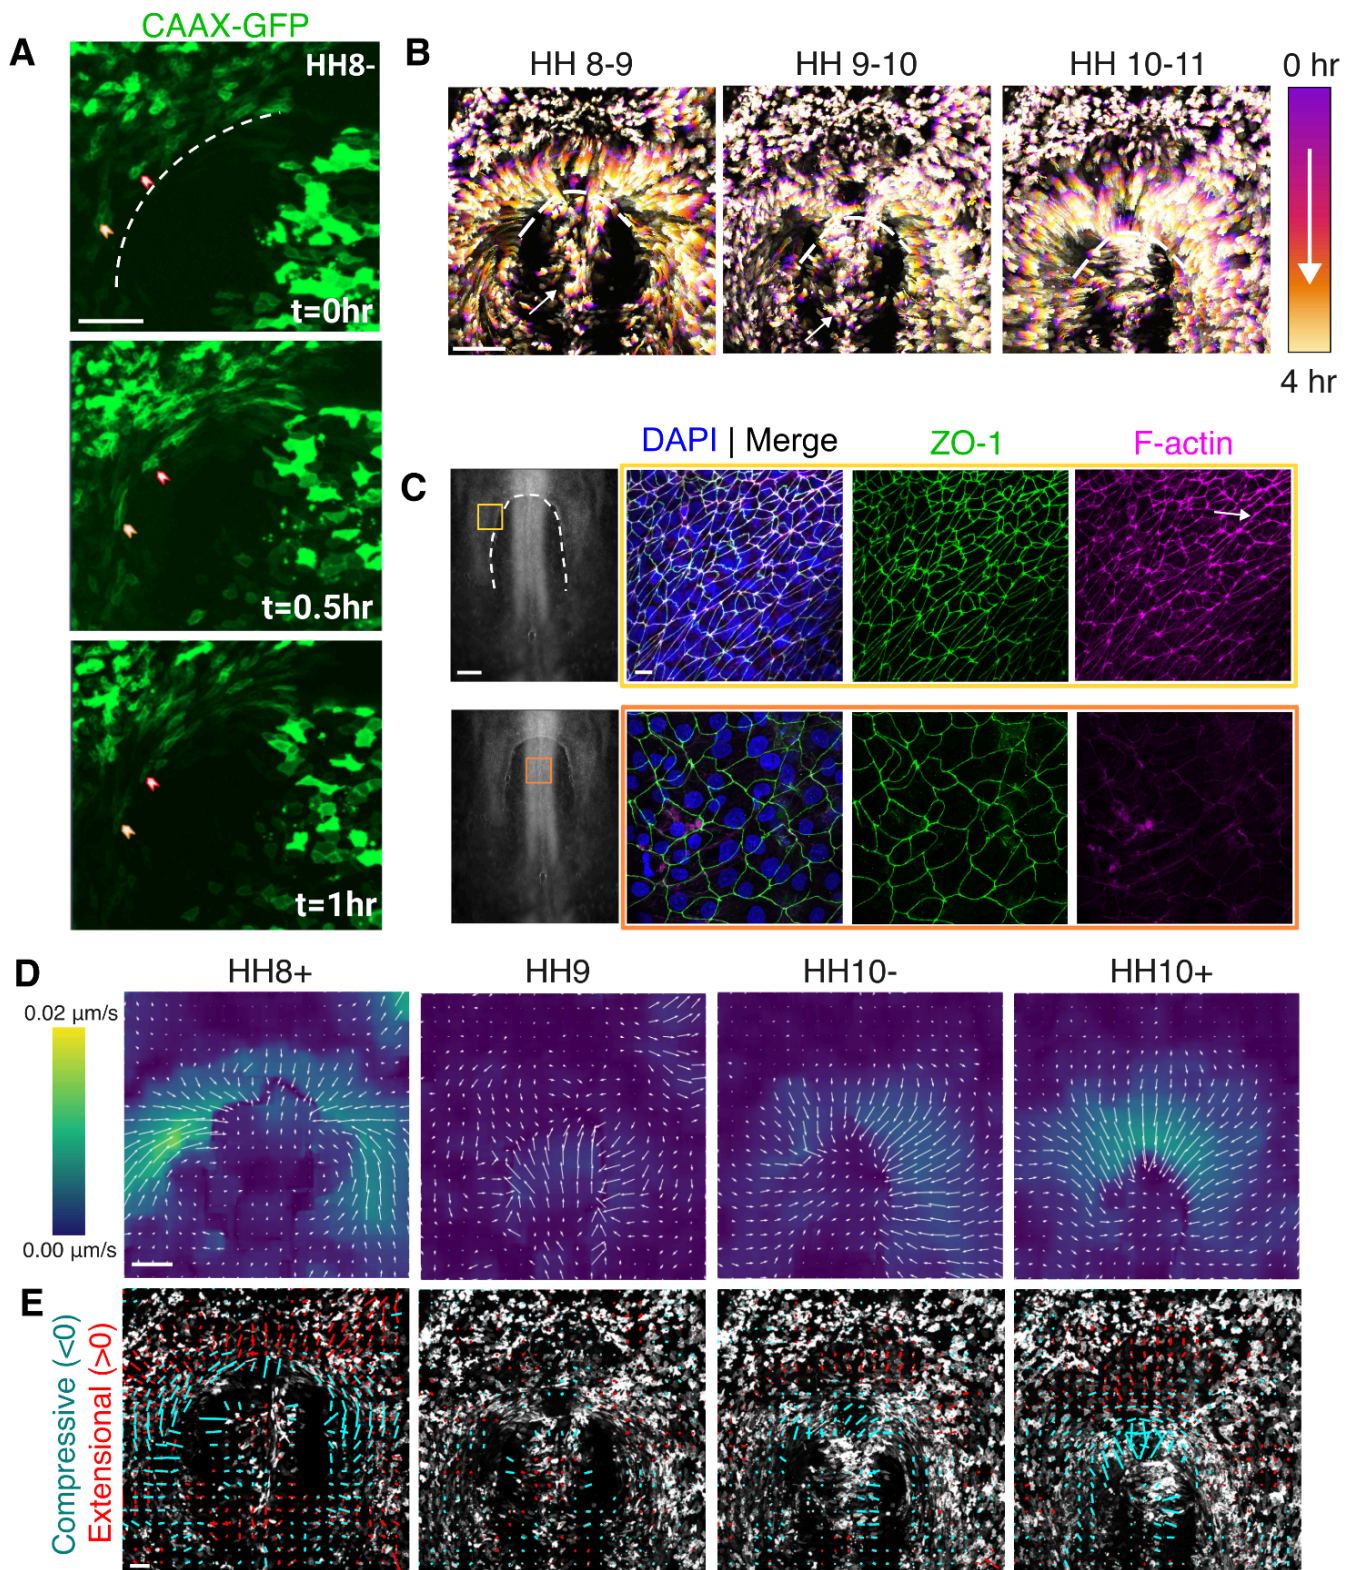 A
CAAX-GFP
HH8-
t=0hr
t=0.5hr
t=1hr
B
HH 8-9
HH 9-10
HH 10-11
0 hr
4 hr
C
DAPI | Merge
ZO-1
F-actin
D
HH8+
HH9
HH10-
HH10+
0.02 µm/s
0.00 µm/s
E
Compressive (<0)
Extensional (>0)